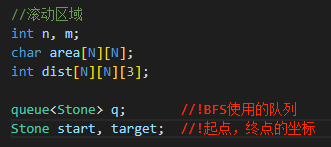 //滚动区域
int n, m;
char area[N][N];
int dist[N][N][3];
queue<Stone> q; //!BFS使用的队列
Stone start, target; //!起点，终点的坐标